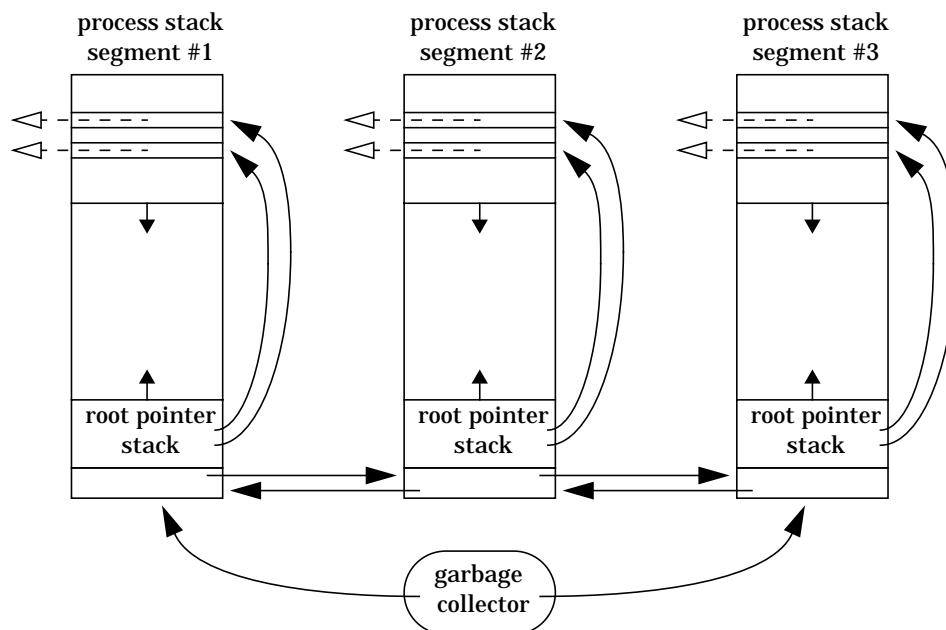 process stack
segment #1
process stack
segment #2
process stack
segment #3
root pointer
stack
root pointer
stack
root pointer
stack
garbage
collector